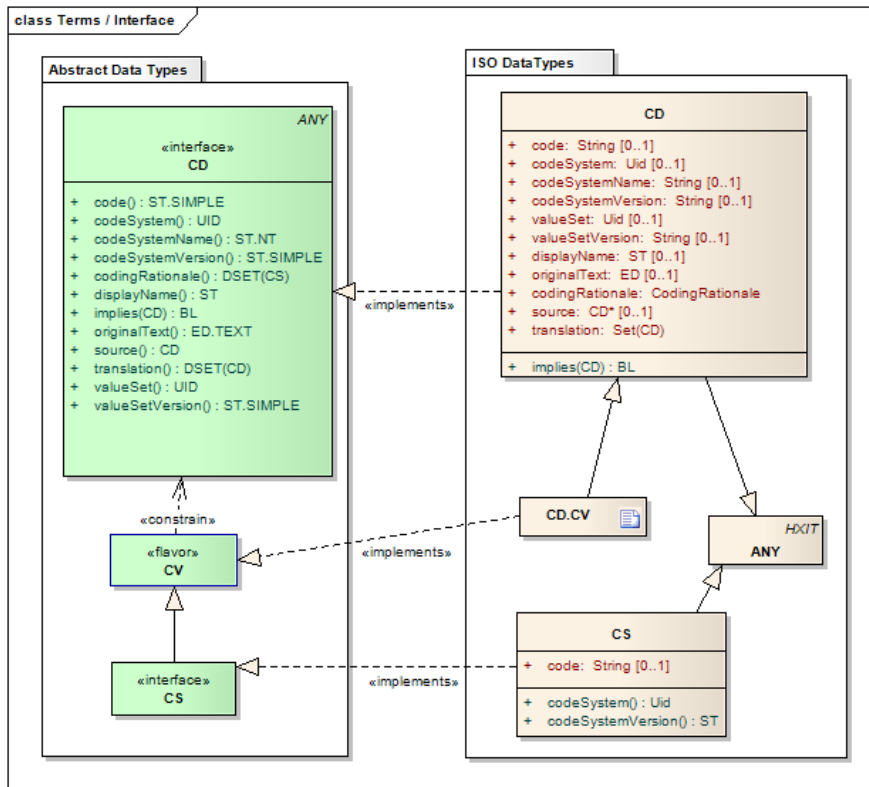 class Terms / Interface
Abstract Data Types
ANY
«interface»
CD
+ code() : ST.SIMPLE
+ codeSystem() : UID
+ codeSystemName() : ST.NT
+ codeSystemVersion() : ST.SIMPLE
+ codingRationale() : DSET(CS)
+ displayName() : ST
+ implies(CD) : BL
+ originalText() : ED.TEXT
+ source() : CD
+ translation() : DSET(CD)
+ valueSet() : UID
+ valueSetVersion() : ST.SIMPLE
«constrain»
«flavor»
CV
«interface»
CS
«implements»
«implements»
«implements»
ISO DataTypes
CD
+ code: String [0..1]
+ codeSystem: Uid [0..1]
+ codeSystemName: String [0..1]
+ codeSystemVersion: String [0..1]
+ valueSet: Uid [0..1]
+ valueSetVersion: String [0..1]
+ displayName: ST [0..1]
+ originalText: ED [0..1]
+ codingRationale: CodingRationale
+ source: CD* [0..1]
+ translation: Set(CD)
+ implies(CD) : BL
CD.CV
HXIT
ANY
CS
+ code: String [0..1]
+ codeSystem() : Uid
+ codeSystemVersion() : ST